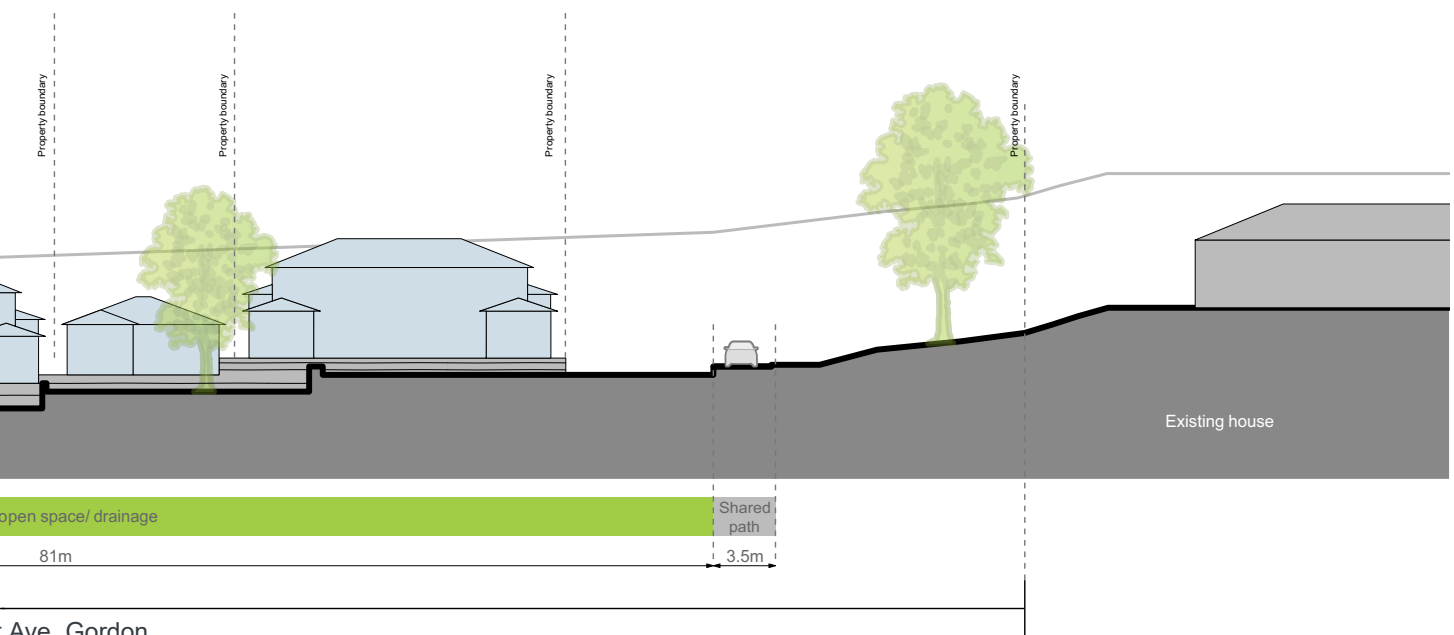 Property boundary
Property boundary
Property boundary
Property boundary
Existing house
open space/ drainage
Shared
path
81m
3.5m
Ave, Gordon